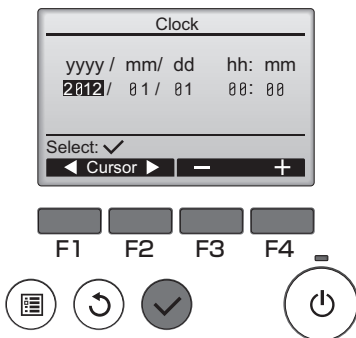 Clock
yyyy / mm/ dd hh: mm
2012/ 01/ 01 00: 00
Select:
Cursor − +
F1 F2 F3 F4